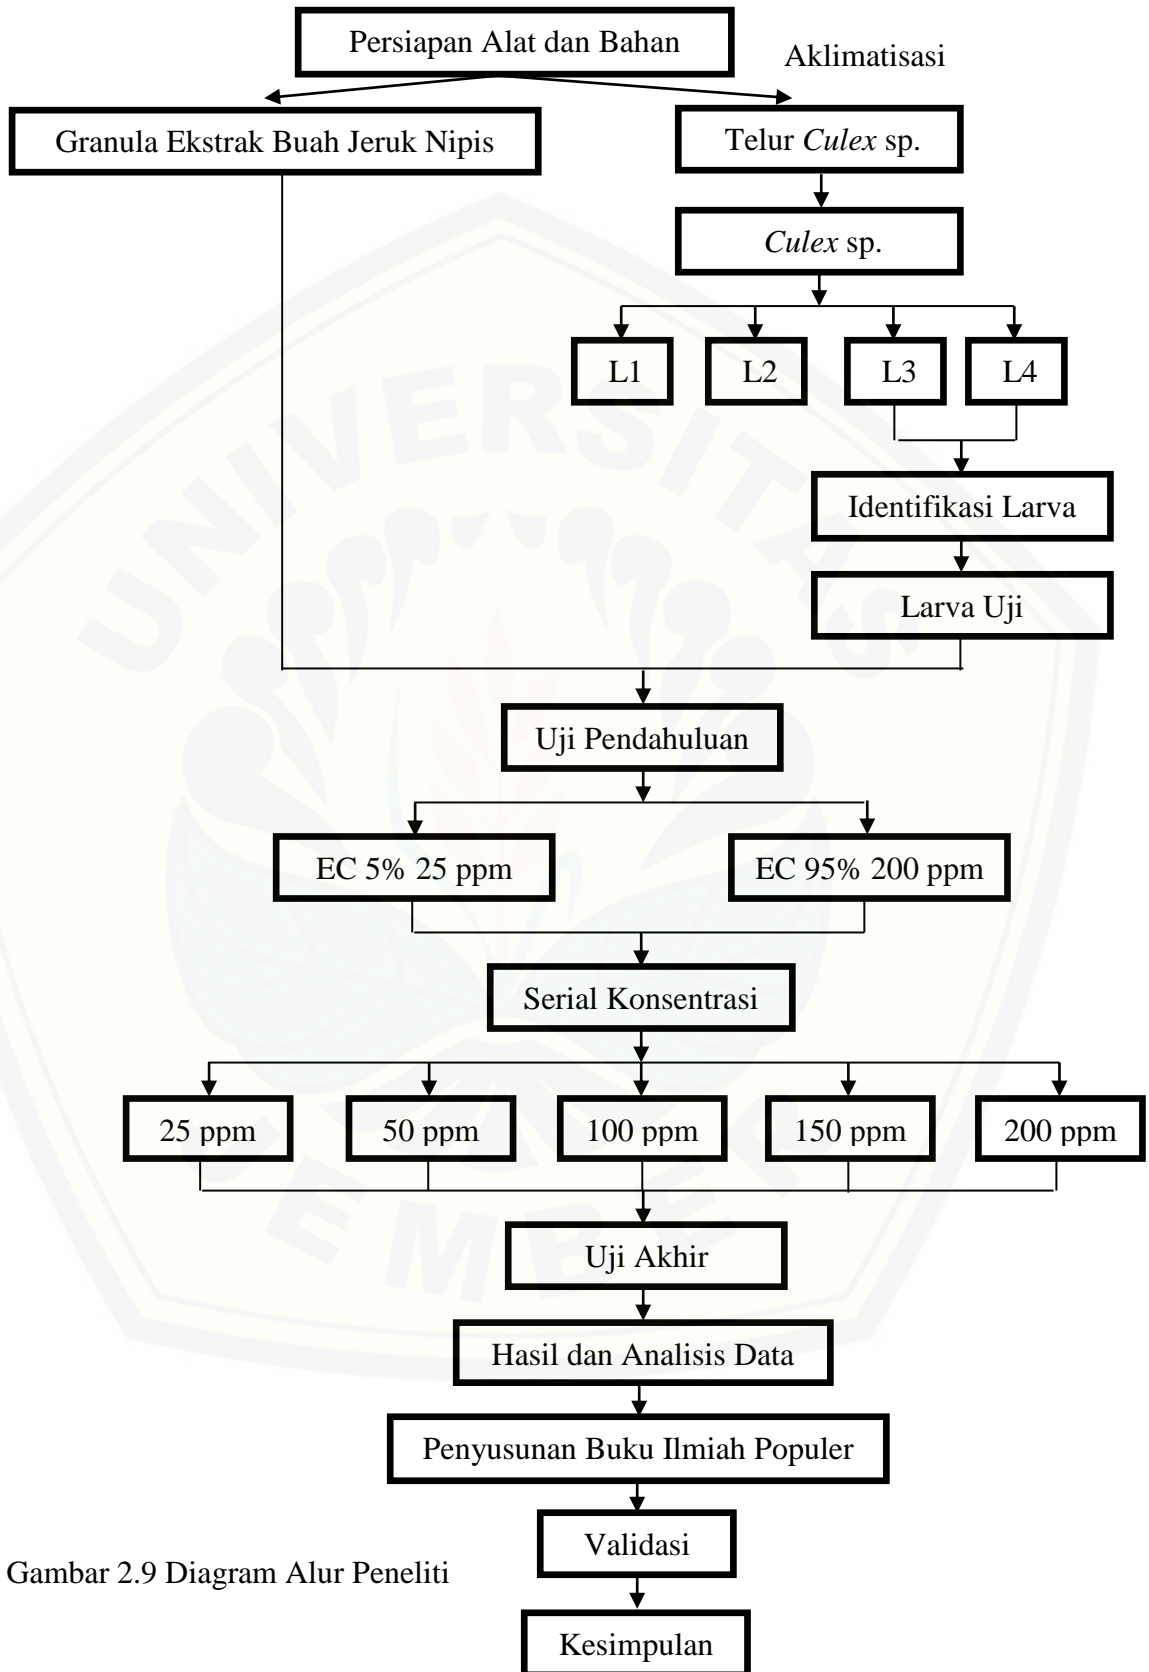 Persiapan Alat dan Bahan
Aklimatisasi
Granula Ekstrak Buah Jeruk Nipis
Telur Culex sp.
Culex sp.
L1
L2
L3
L4
Identifikasi Larva
Larva Uji
Uji Pendahuluan
EC 5% 25 ppm
EC 95% 200 ppm
Serial Konsentrasi
25 ppm
50 ppm
100 ppm
150 ppm
200 ppm
Uji Akhir
Hasil dan Analisis Data
Penyusunan Buku Ilmiah Populer
Validasi
Gambar 2.9 Diagram Alur Peneliti
Kesimpulan
UNIVERSITAS
JEMBER